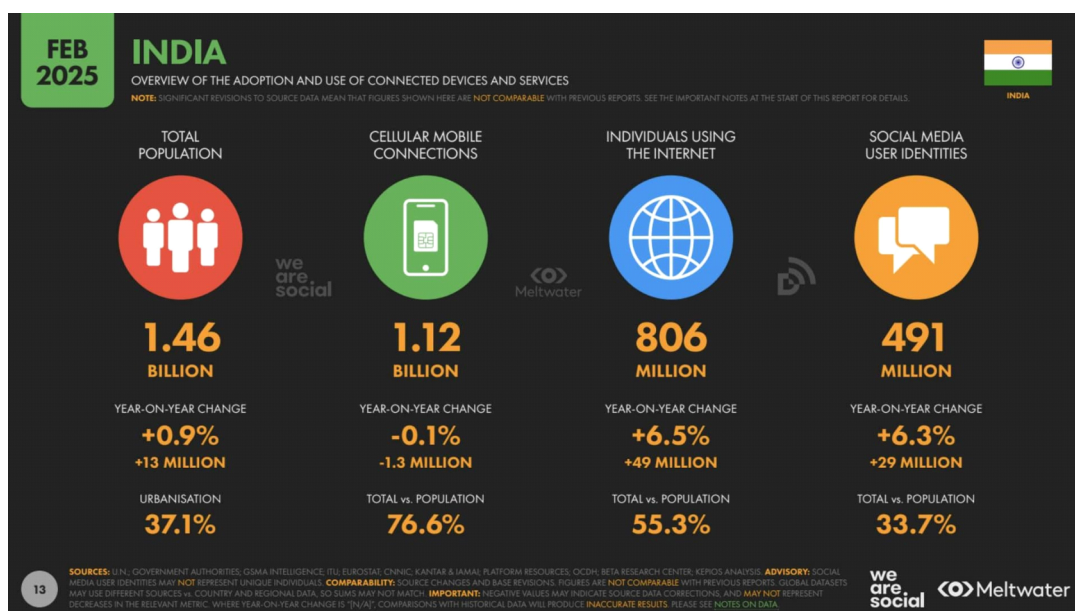 FEB
2025
INDIA
OVERVIEW OF THE ADOPTION AND USE OF CONNECTED DEVICES AND SERVICES
NOTE: SIGNIFICANT REVISIONS TO SOURCE DATA MEAN THAT FIGURES SHOWN HERE ARE NOT COMPARABLE WITH PREVIOUS REPORTS. SEE THE IMPORTANT NOTES AT THE START OF THIS REPORT FOR DETAILS.
INDIA
TOTAL
POPULATION
CELLULAR MOBILE
CONNECTIONS
INDIVIDUALS USING
THE INTERNET
SOCIAL MEDIA
USER IDENTITIES
we
are
social
Meltwater
1.46
BILLION
1.12
BILLION
806
MILLION
491
MILLION
YEAR-ON-YEAR CHANGE
+0.9%
+13 MILLION
YEAR-ON-YEAR CHANGE
-0.1%
-1.3 MILLION
YEAR-ON-YEAR CHANGE
+6.5%
+49 MILLION
YEAR-ON-YEAR CHANGE
+6.3%
+29 MILLION
URBANISATION
37.1%
TOTAL vs. POPULATION
76.6%
TOTAL vs. POPULATION
55.3%
TOTAL vs. POPULATION
33.7%
13
SOURCES: U.N.; GOVERNMENT AUTHORITIES; GSMA INTELLIGENCE; ITU; EUROSTAT; CNNIC; KANTAR & IAMAI; PLATFORM RESOURCES; OCDH; BETA RESEARCH CENTER; KEPIOS ANALYSIS. ADVISORY: SOCIAL
MEDIA USER IDENTITIES MAY NOT REPRESENT UNIQUE INDIVIDUALS. COMPARABILITY: SOURCE CHANGES AND BASE REVISIONS. FIGURES ARE NOT COMPARABLE WITH PREVIOUS REPORTS. GLOBAL DATASETS
MAY USE DIFFERENT SOURCES vs. COUNTRY AND REGIONAL DATA, SO SUMS MAY NOT MATCH. IMPORTANT: NEGATIVE VALUES MAY INDICATE SOURCE DATA CORRECTIONS, AND MAY NOT REPRESENT
DECREASES IN THE RELEVANT METRIC. WHERE YEAR-ON-YEAR CHANGE IS "[N/A]", COMPARISONS WITH HISTORICAL DATA WILL PRODUCE INACCURATE RESULTS. PLEASE SEE NOTES ON DATA.
we
are
social
Meltwater